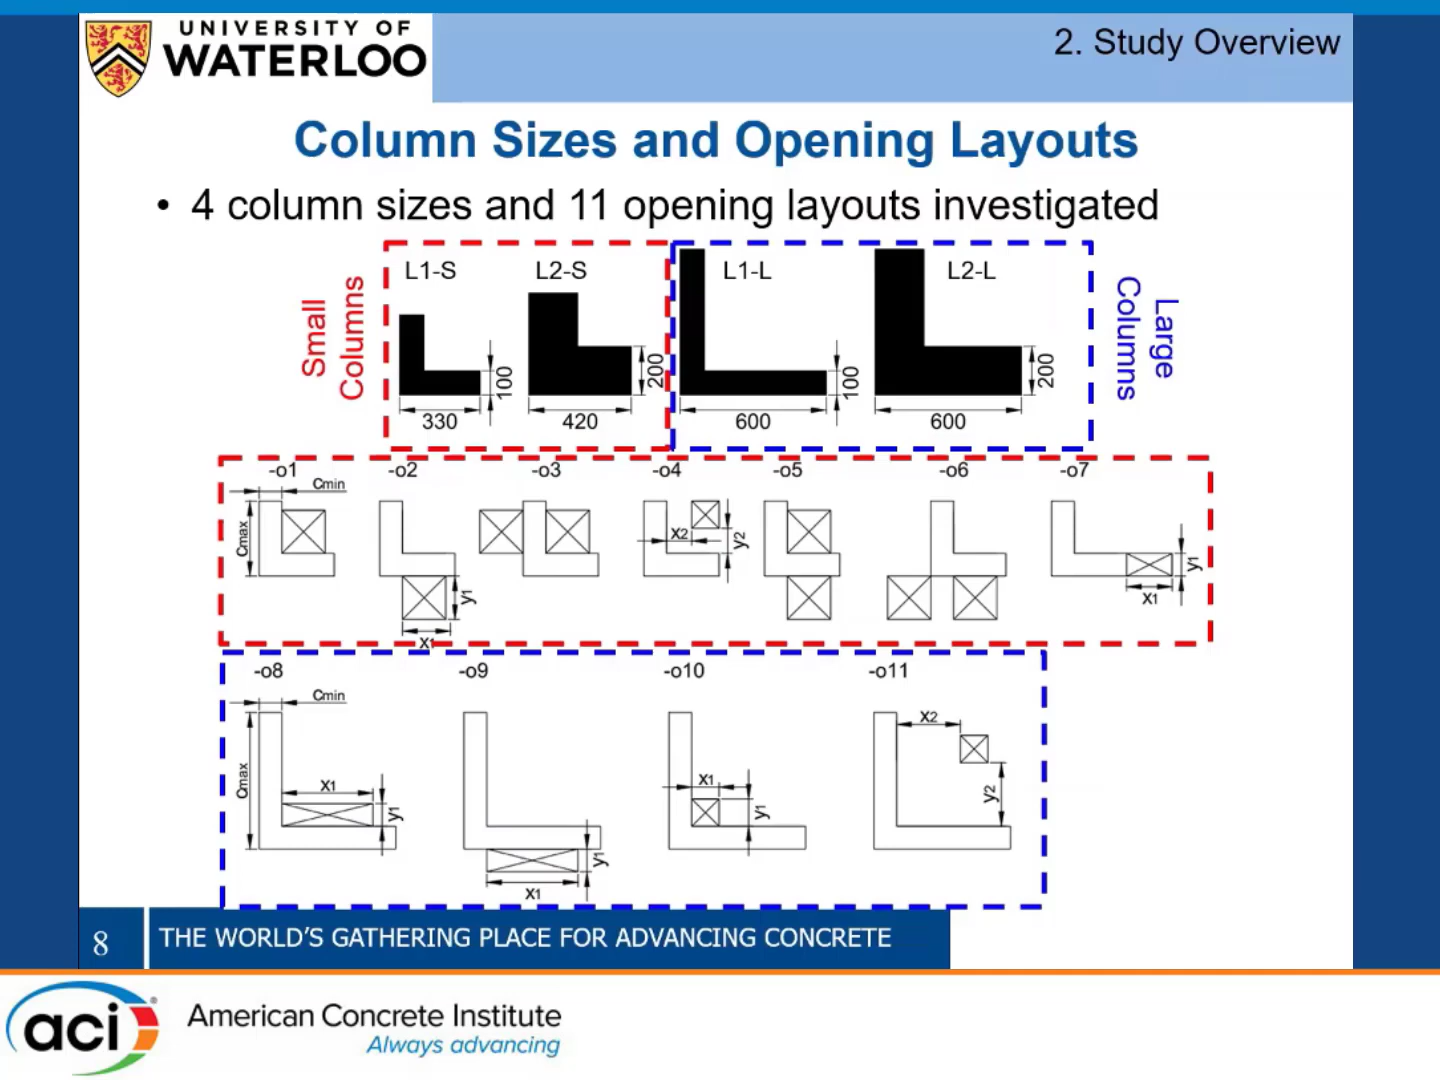 UNIVERSITY OF
WATERLOO
2. Study Overview
Column Sizes and Opening Layouts
• 4 column sizes and 11 opening layouts investigated
Small
Columns
L1-S
L2-S
L1-L
L2-L
Large
Columns
100
200
100
200
330
420
600
600
-o1
-o2
-o3
-o4
-o5
-o6
-o7
Cmin
Cmax
X1
y1
X2
y2
X1
y1
-o8
-o9
-o10
-o11
Cmin
Cmax
X1
y1
X1
y1
X1
y1
X2
y2
8
THE WORLD'S GATHERING PLACE FOR ADVANCING CONCRETE
aci
American Concrete Institute
Always advancing